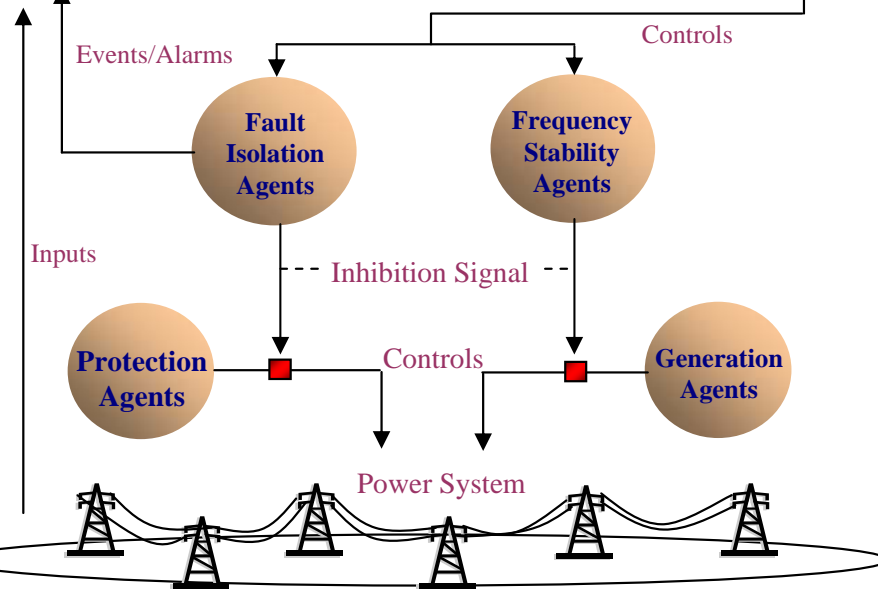 Controls
Events/Alarms
Fault
Isolation
Agents
Frequency
Stability
Agents
Inputs
Inhibition Signal
Protection
Agents
Controls
Generation
Agents
Power System